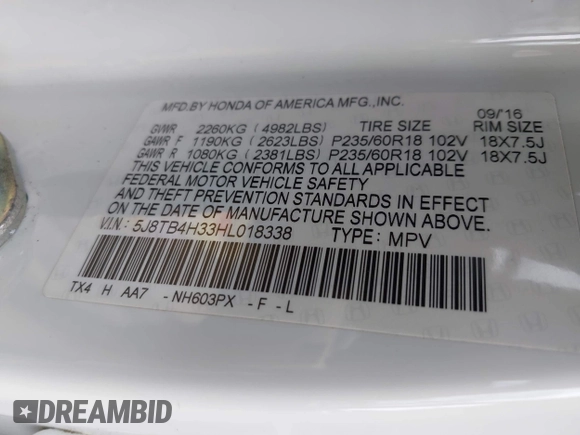 MFD.BY HONDA OF AMERICA MFG.,INC. 09/16
GVWR 2260KG (4982LBS) TIRE SIZE RIM SIZE
GAWR F 1190KG (2623LBS) P235/60R18 102V 18X7.5J
GAWR R 1080KG (2381LBS) P235/60R18 102V 18X7.5J
THIS VEHICLE CONFORMS TO ALL APPLICABLE
FEDERAL MOTOR VEHICLE SAFETY
AND THEFT PREVENTION STANDARDS IN EFFECT
ON THE DATE OF MANUFACTURE SHOWN ABOVE.
V.I.N.: 5J8TB4H33HL018338 TYPE: MPV
TX4 H AA7 -NH603PX -F -L
DREAMBID